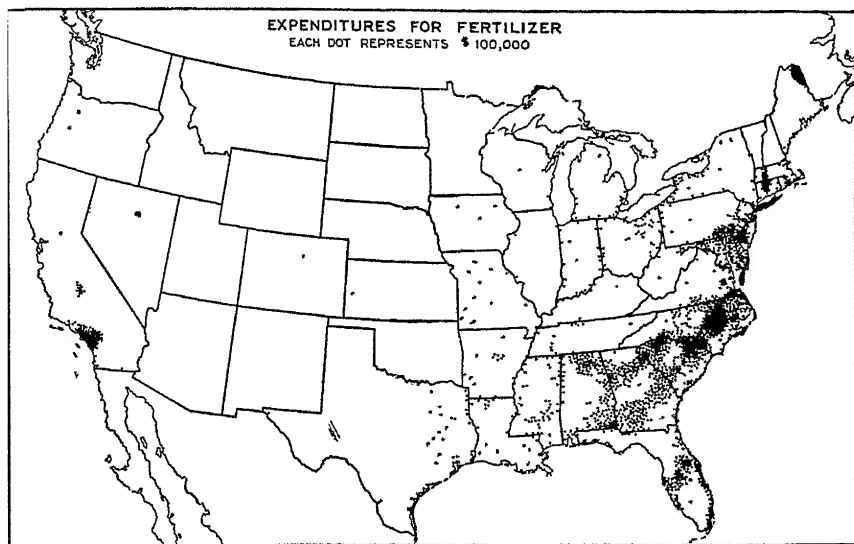 EXPENDITURES FOR FERTILIZER
EACH DOT REPRESENTS $100,000